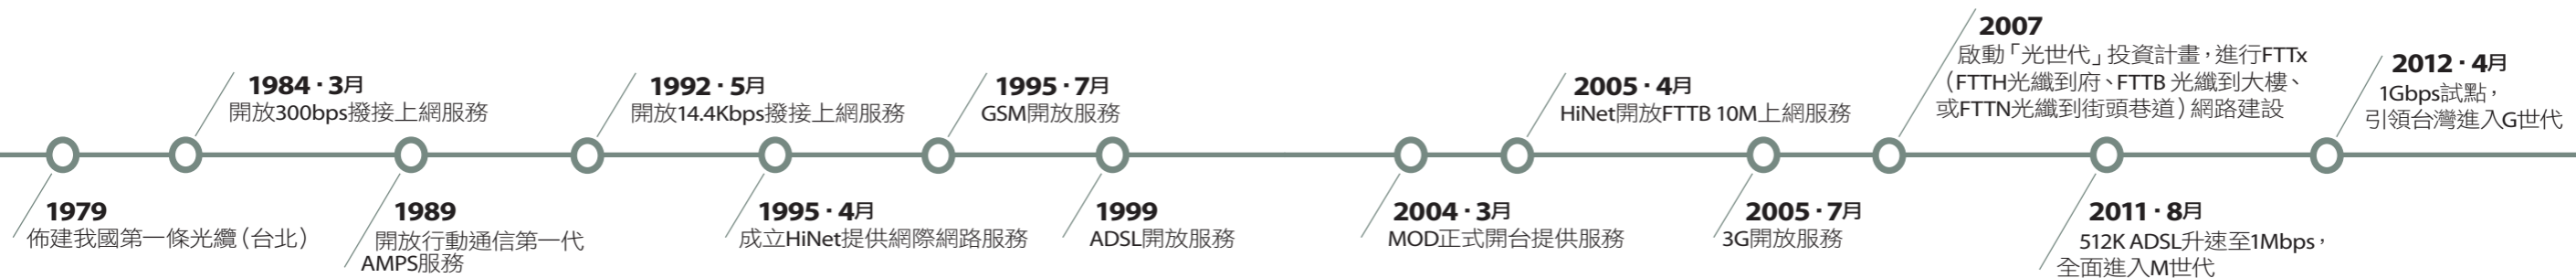 1979
佈建我國第一條光纜（台北）
1984・3月
開放300bps撥接上網服務
1989
開放行動通信第一代
AMPS服務
1992・5月
開放14.4Kbps撥接上網服務
1995・4月
成立HiNet提供網際網路服務
1995・7月
GSM開放服務
1999
ADSL開放服務
2004・3月
MOD正式開台提供服務
2005・4月
HiNet開放FTTB 10M上網服務
2005・7月
3G開放服務
2007
啟動「光世代」投資計畫，進行FTTx
（FTTH光纖到府、FTTB 光纖到大樓、
或FTTN光纖到街頭巷道）網路建設
2011・8月
512K ADSL升速至1Mbps，
全面進入M世代
2012・4月
1Gbps試點，
引領台灣進入G世代